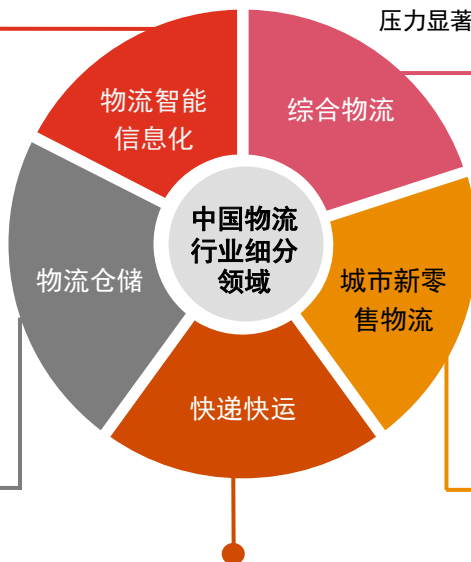 压力显著
物流智能
信息化
综合物流
中国物流
行业细分
领域
物流仓储
城市新零
售物流
快递快运